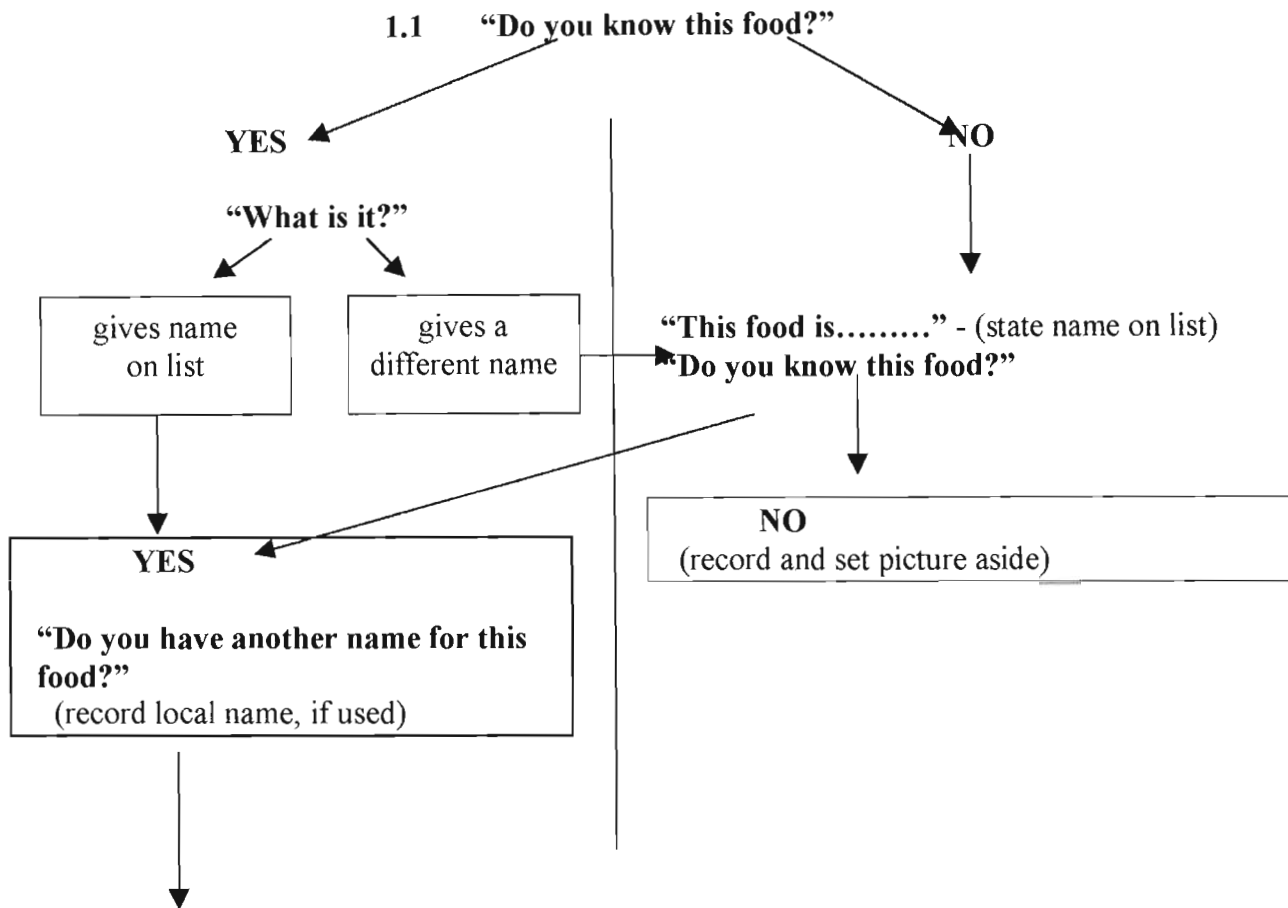 1.1 “Do you know this food?”
YES
NO
“What is it?”
gives name
on list
gives a
different name
“This food is.........” - (state name on list)
“Do you know this food?”
NO
(record and set picture aside)
YES
“Do you have another name for this
food?”
(record local name, if used)